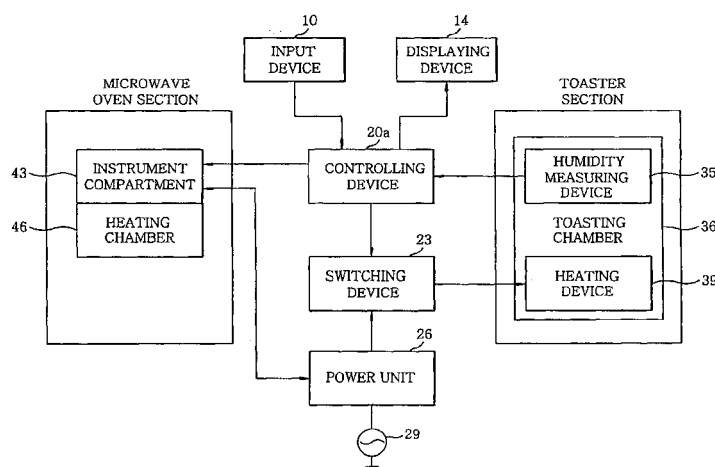 10
INPUT
DEVICE
14
DISPLAYING
DEVICE
MICROWAVE
OVEN SECTION
TOASTER
SECTION
20a
CONTROLLING
DEVICE
43
INSTRUMENT
COMPARTMENT
46
HEATING
CHAMBER
HUMIDITY
MEASURING
DEVICE
35
TOASTING
CHAMBER
36
23
SWITCHING
DEVICE
HEATING
DEVICE
39
26
POWER UNIT
29